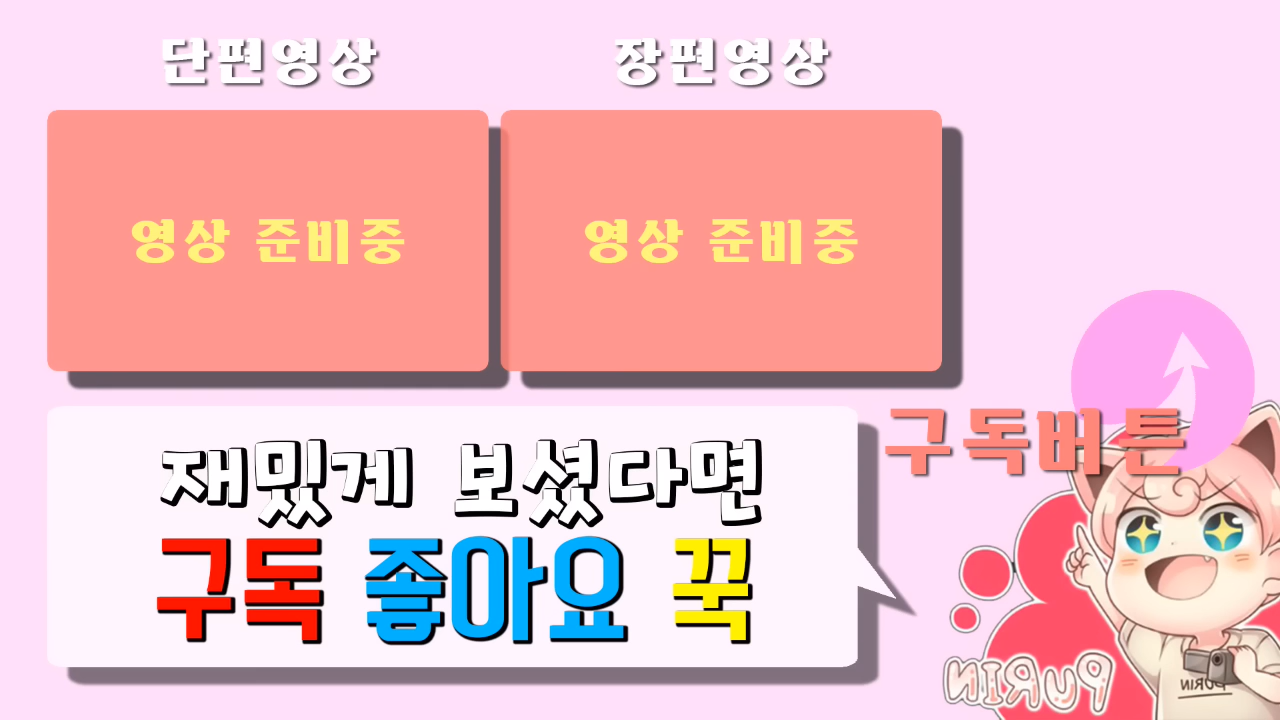 단편영상
장편영상
영상 준비중
영상 준비중
재밌게 보셨다면
구독 좋아요 꾹
구독버튼
PURIN
PURIN